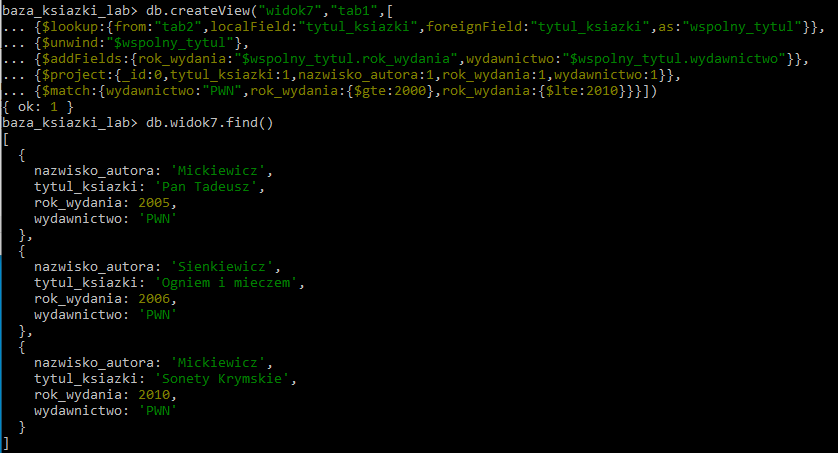 baza_ksiazki_lab> db.createView("widok7","tab1",[
... {$lookup:{from:"tab2",localField:"tytul_ksiazki",foreignField:"tytul_ksiazki",as:"wspolny_tytul"}},
... {$unwind:"$wspolny_tytul"},
... {$addFields:{rok_wydania:"$wspolny_tytul.rok_wydania",wydawnictwo:"$wspolny_tytul.wydawnictwo"}},
... {$project:{_id:0,tytul_ksiazki:1,nazwisko_autora:1,rok_wydania:1,wydawnictwo:1}},
... {$match:{wydawnictwo:"PWN",rok_wydania:{$gte:2000},rok_wydania:{$lte:2010}}}])
{ ok: 1 }
baza_ksiazki_lab> db.widok7.find()
[
  {
    nazwisko_autora: 'Mickiewicz',
    tytul_ksiazki: 'Pan Tadeusz',
    rok_wydania: 2005,
    wydawnictwo: 'PWN'
  },
  {
    nazwisko_autora: 'Sienkiewicz',
    tytul_ksiazki: 'Ogniem i mieczem',
    rok_wydania: 2006,
    wydawnictwo: 'PWN'
  },
  {
    nazwisko_autora: 'Mickiewicz',
    tytul_ksiazki: 'Sonety Krymskie',
    rok_wydania: 2010,
    wydawnictwo: 'PWN'
  }
]